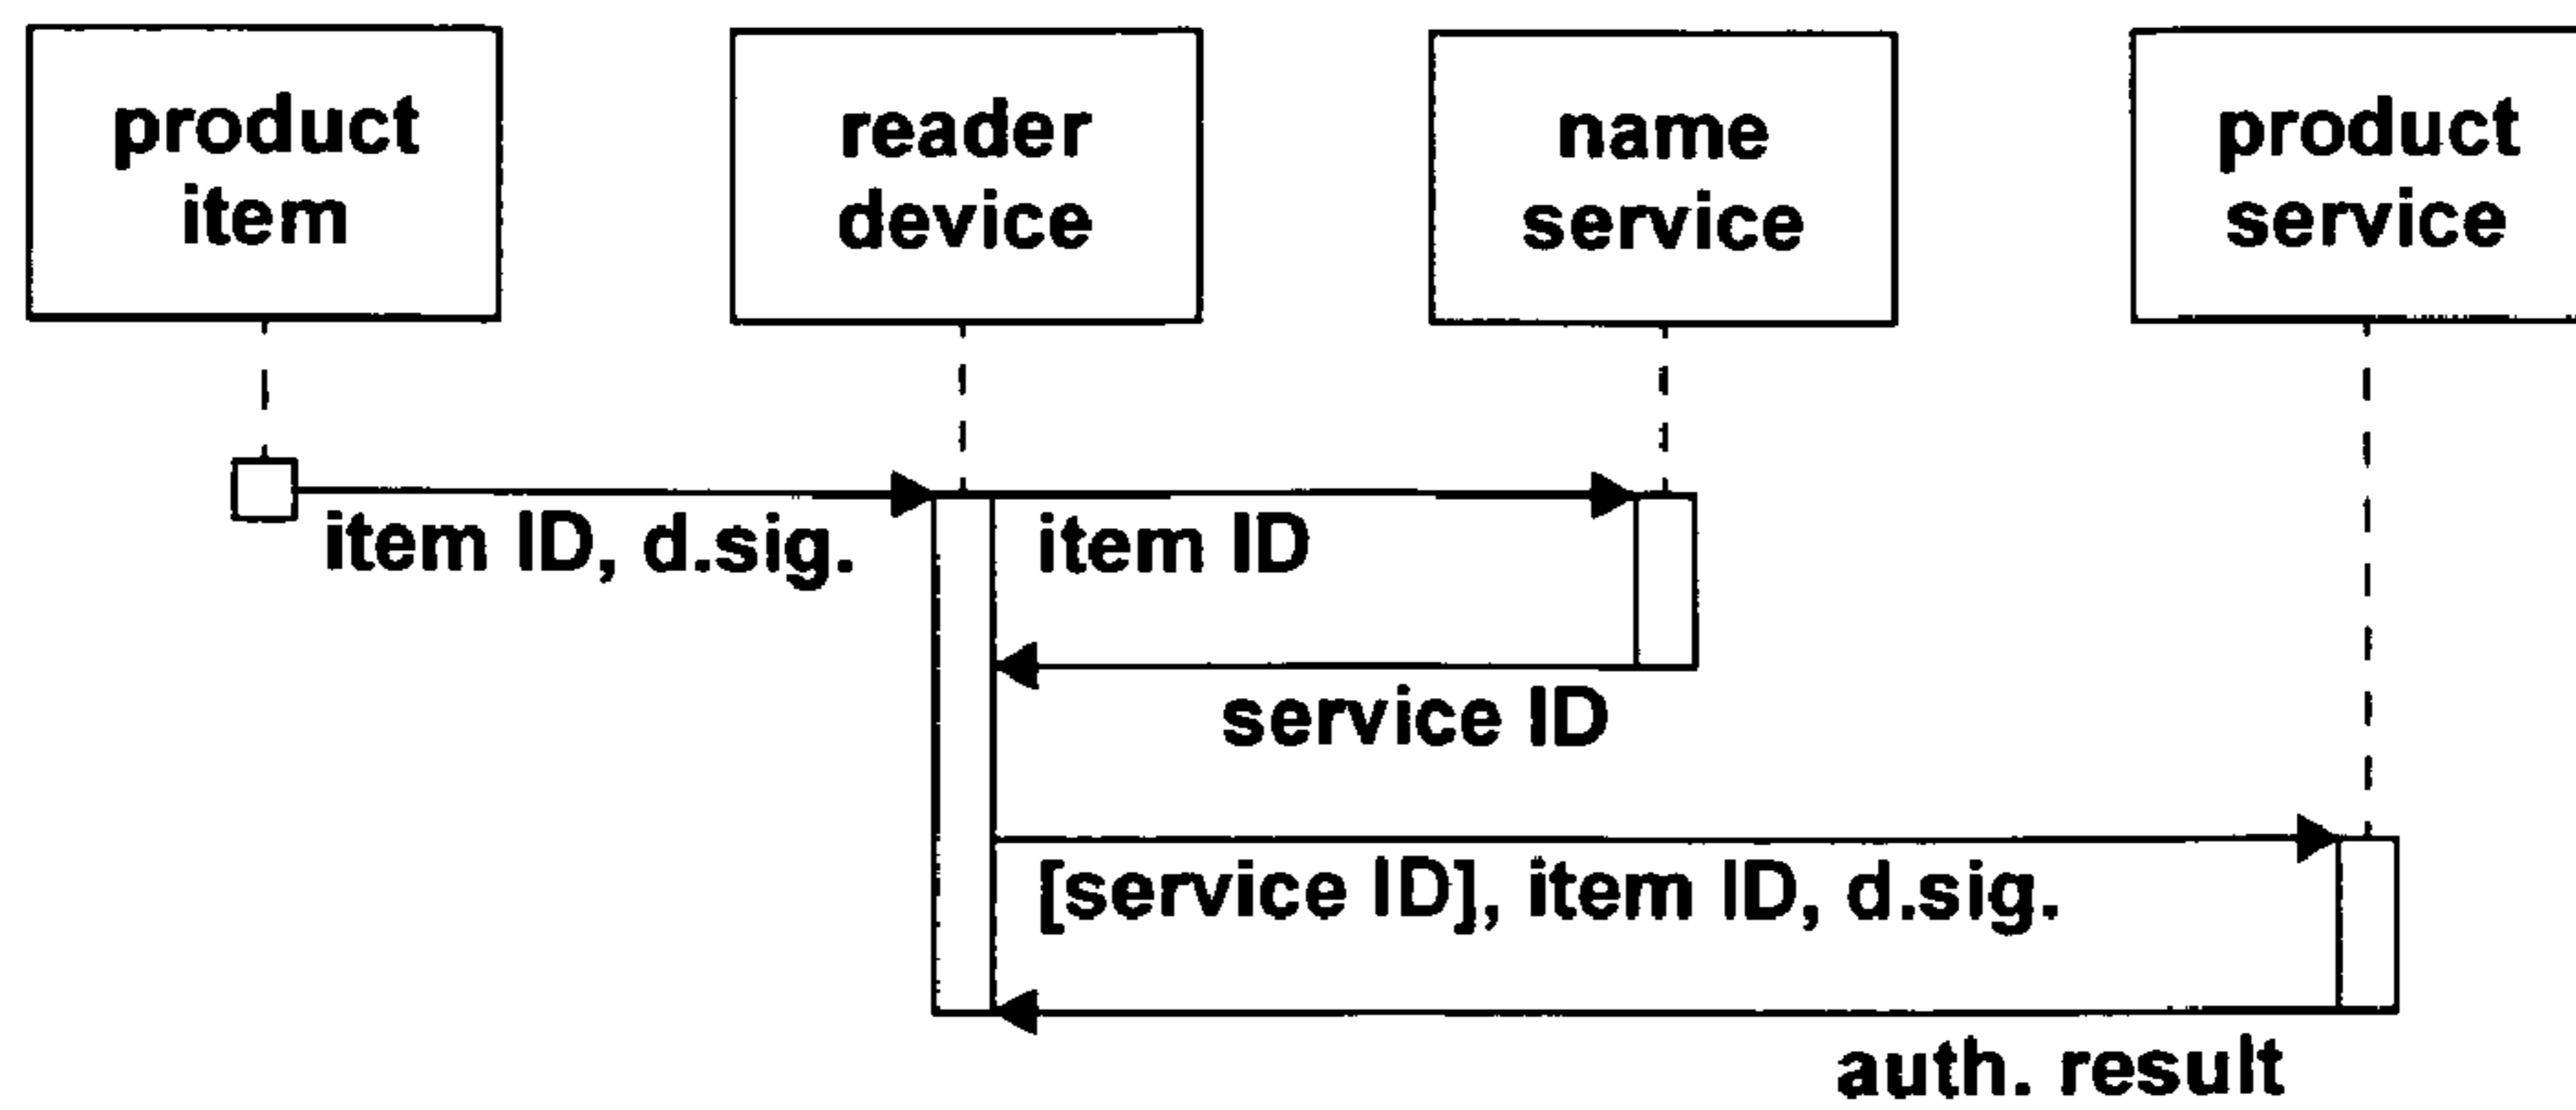 product
item
reader
device
name
service
product
service
item ID, d.sig.
item ID
service ID
[service ID], item ID, d.sig.
auth. result